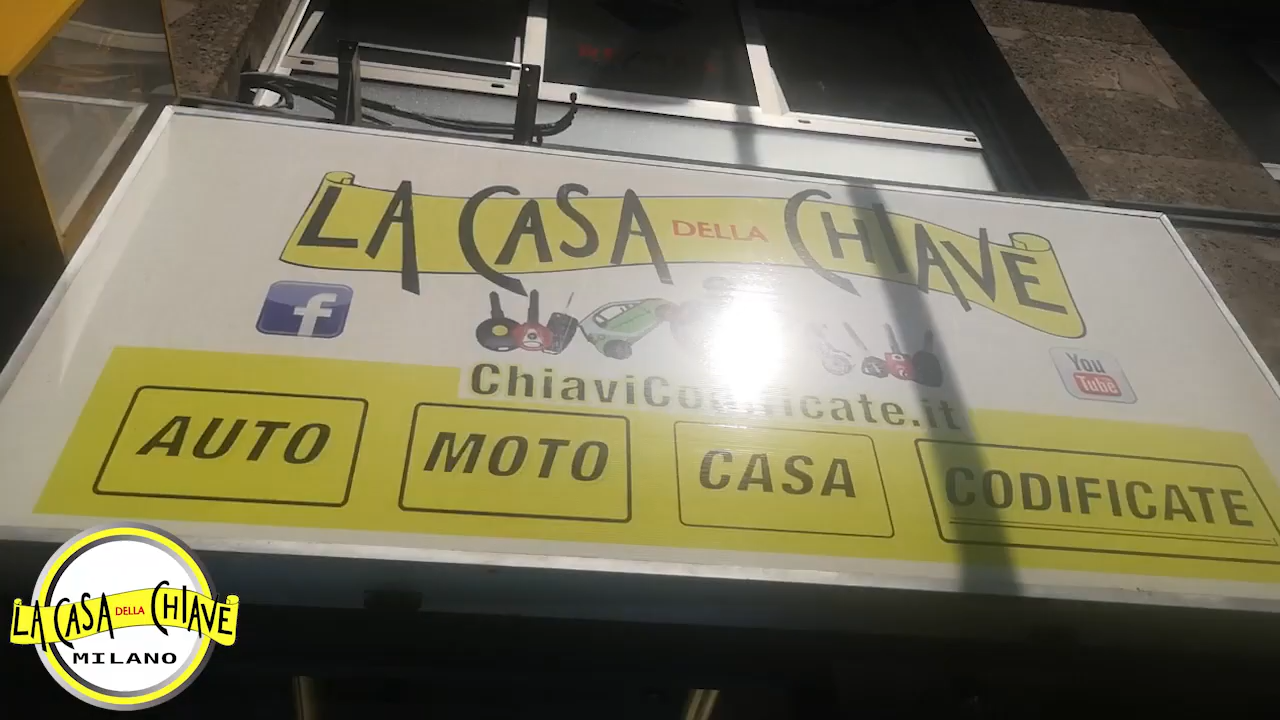 LA CASA DELLA CHIAVE
f
You
Tube
ChiaviCodificate.it
AUTO MOTO CASA CODIFICATE
LA CASA DELLA CHIAVE
MILANO